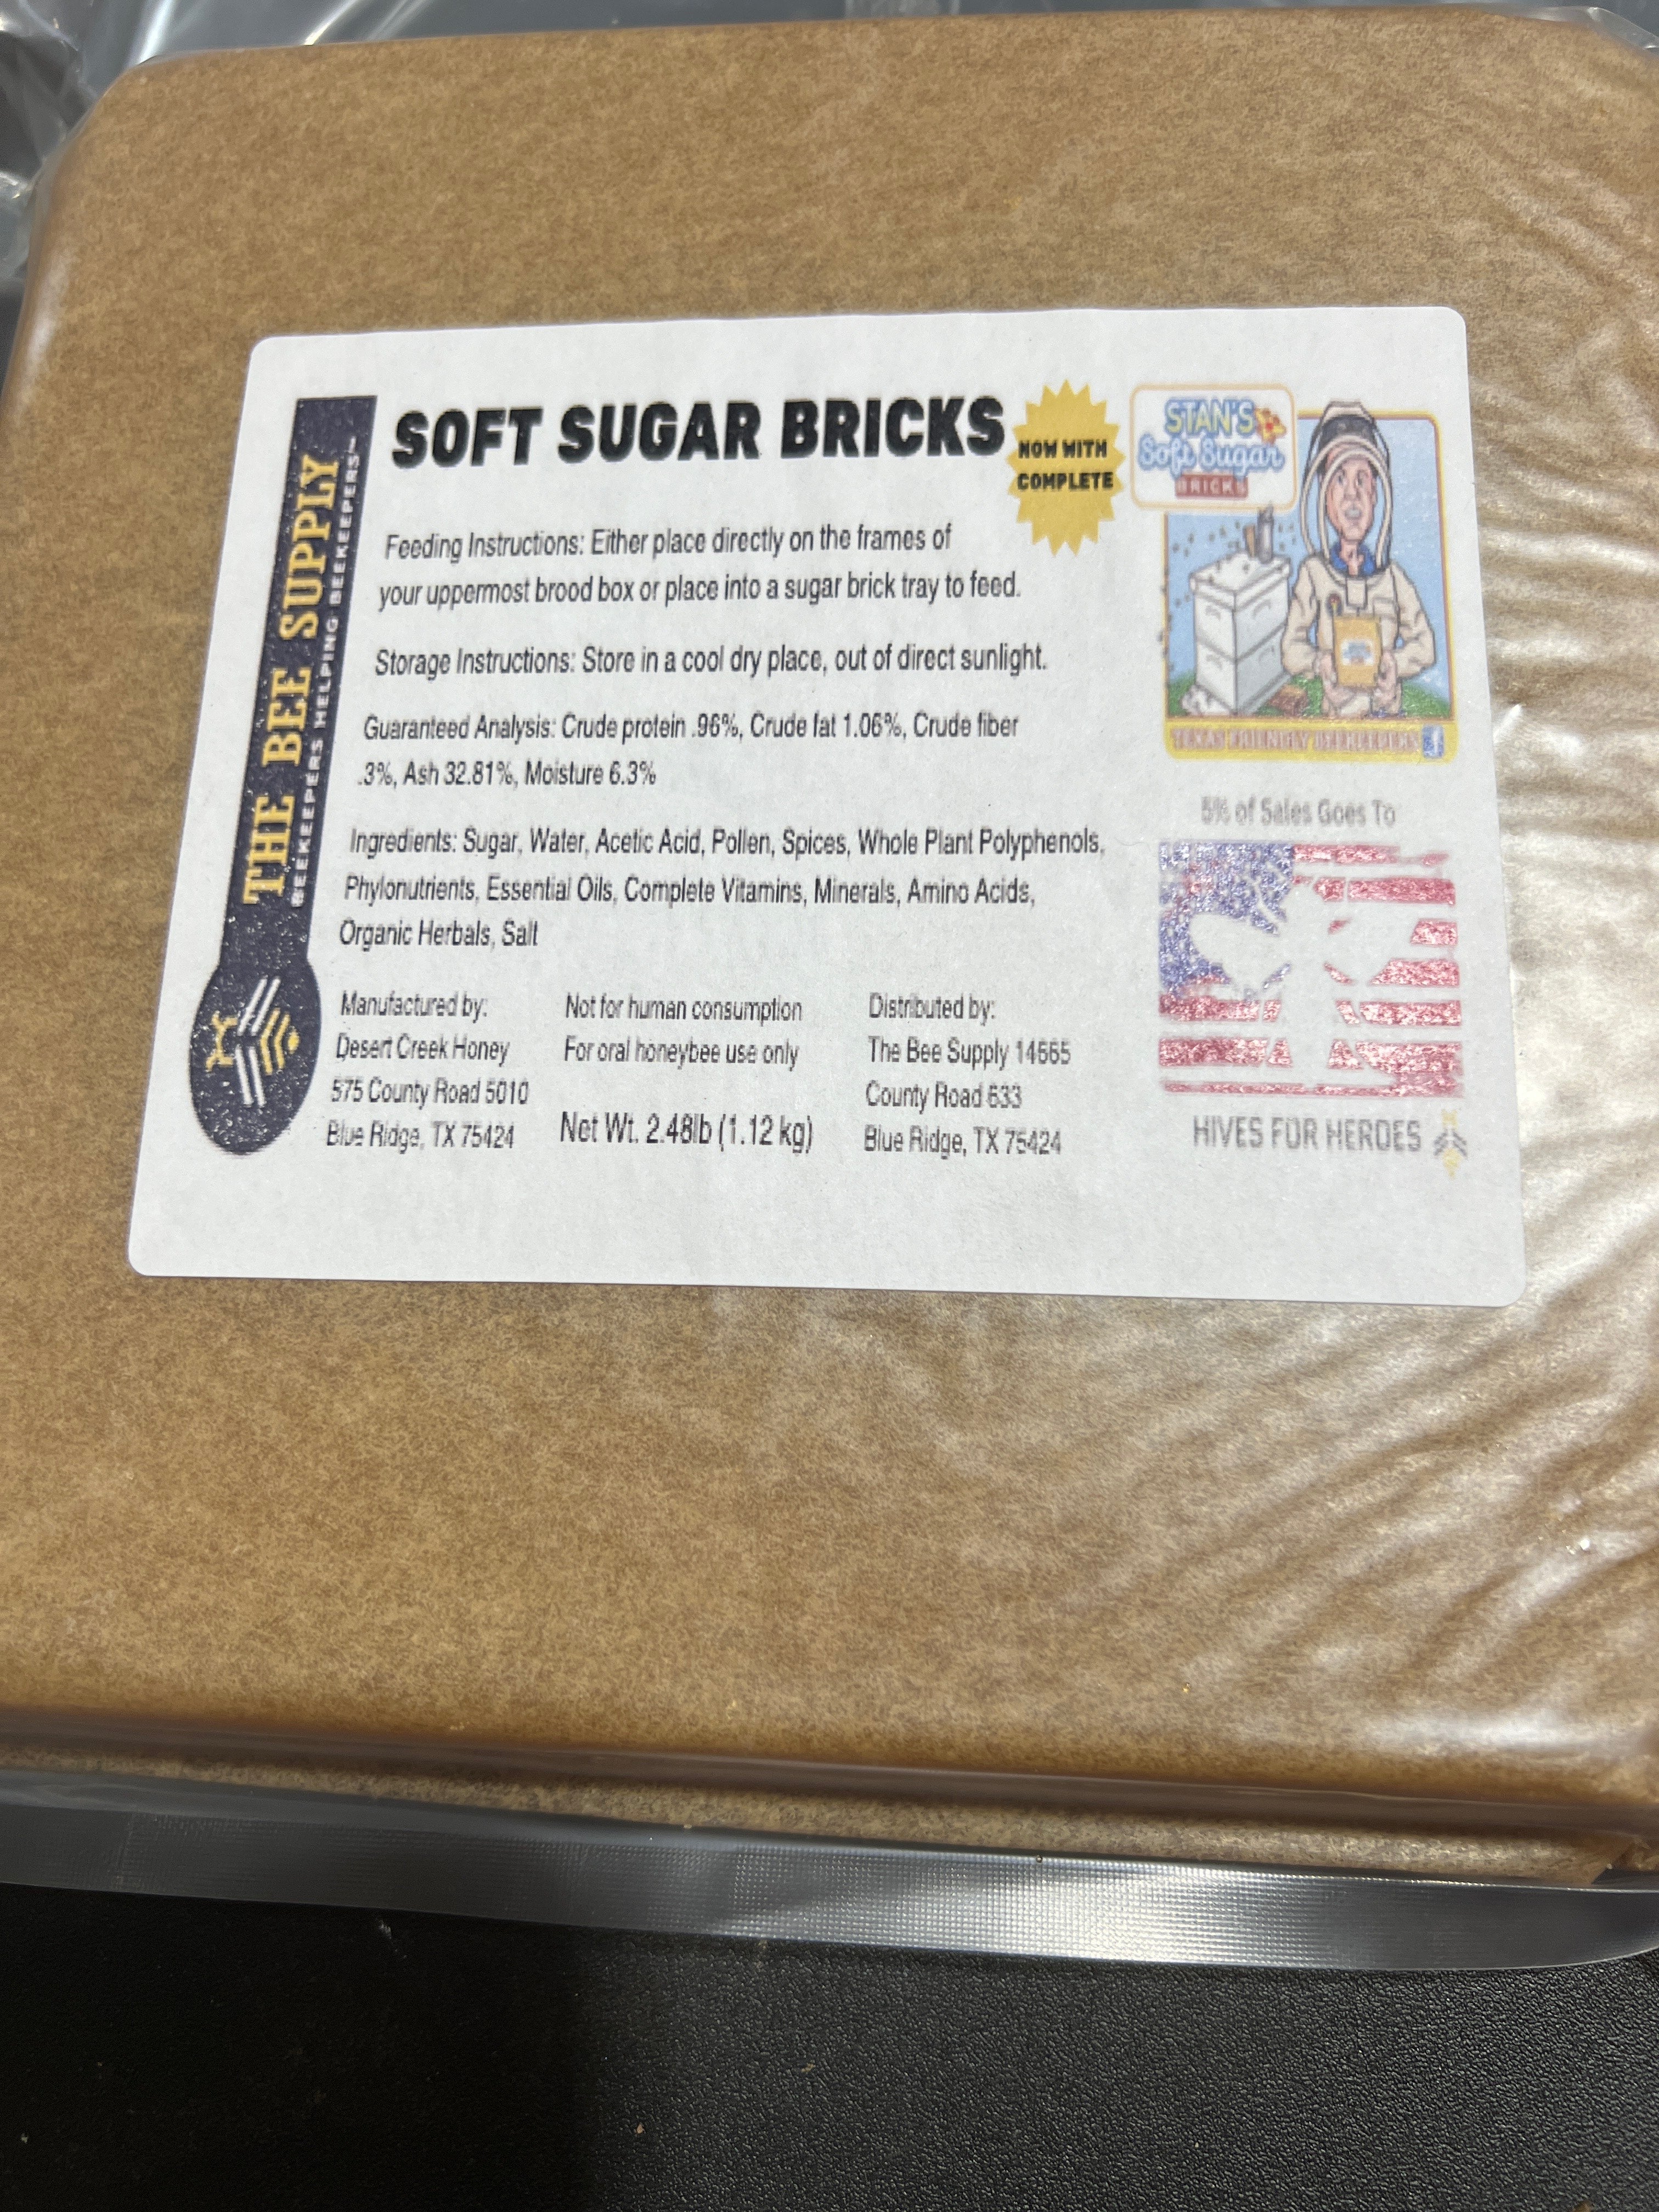 THE BEE SUPPLY
BEEKEEPERS HELPING BEEKEEPERS™
SOFT SUGAR BRICKS
NOW WITH
COMPLETE
STAN'S
Soft Sugar
BRICKS
Feeding Instructions: Either place directly on the frames of
your uppermost brood box or place into a sugar brick tray to feed.
Storage Instructions: Store in a cool dry place, out of direct sunlight.
Guaranteed Analysis: Crude protein .96%, Crude fat 1.06%, Crude fiber
.3%, Ash 32.81%, Moisture 6.3%
Ingredients: Sugar, Water, Acetic Acid, Pollen, Spices, Whole Plant Polyphenols,
Phylonutrients, Essential Oils, Complete Vitamins, Minerals, Amino Acids,
Organic Herbals, Salt
Manufactured by:
Desert Creek Honey
575 County Road 5010
Blue Ridge, TX 75424
Not for human consumption
For oral honeybee use only
Net Wt. 2.48lb (1.12 kg)
Distributed by:
The Bee Supply 14665
County Road 633
Blue Ridge, TX 75424
TEXAS FRIENDLY BEEKEEPERS f
5% of Sales Goes To
HIVES FOR HEROES